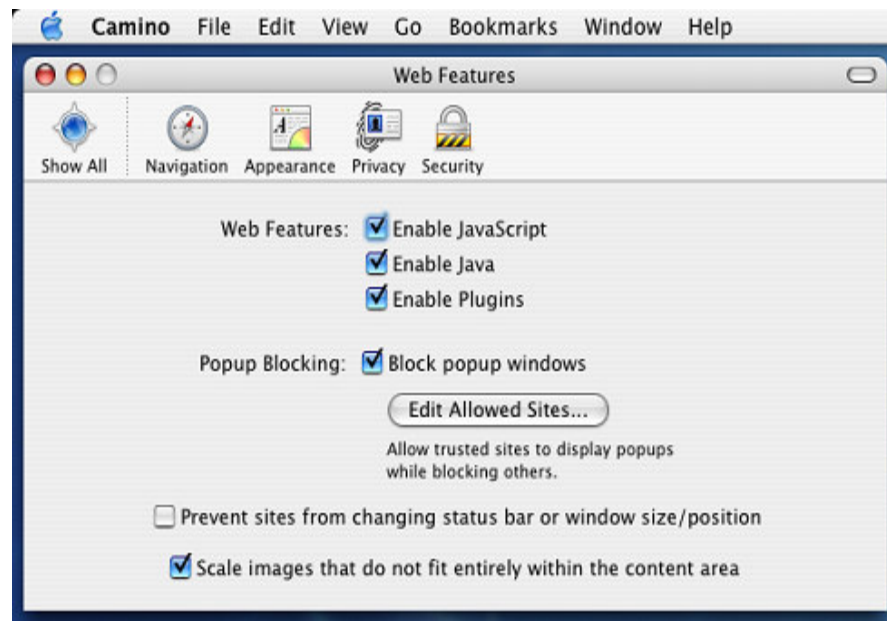 Camino File Edit View Go Bookmarks Window Help
Web Features
Show All Navigation Appearance Privacy Security
Web Features: Enable JavaScript
Enable Java
Enable Plugins
Popup Blocking: Block popup windows
Edit Allowed Sites...
Allow trusted sites to display popups
while blocking others.
Prevent sites from changing status bar or window size/position
Scale images that do not fit entirely within the content area